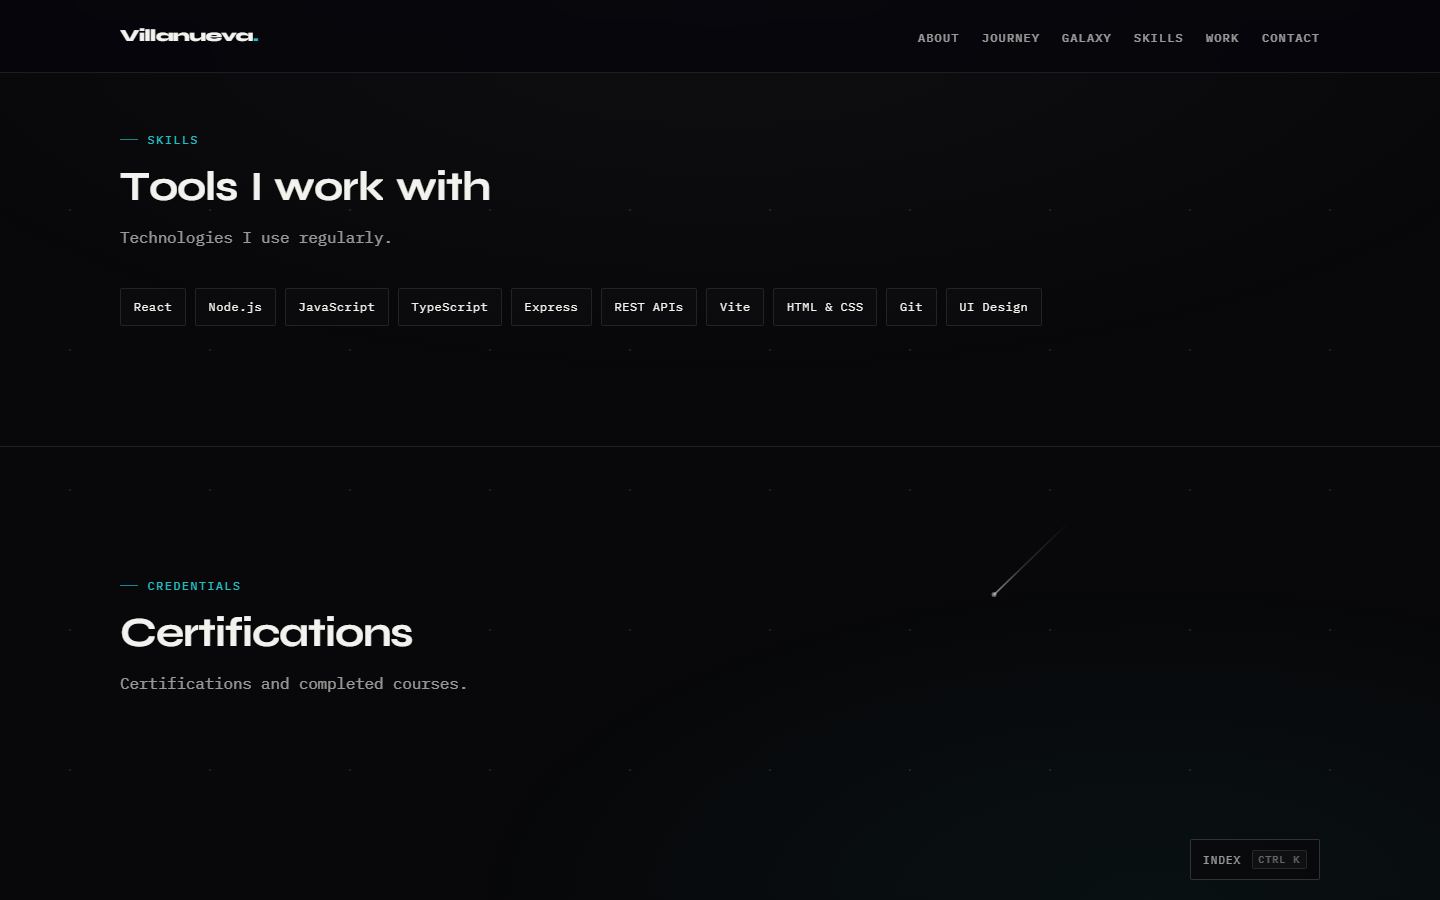 Villanueva.
ABOUT JOURNEY GALAXY SKILLS WORK CONTACT
SKILLS
Tools I work with
Technologies I use regularly.
React Node.js JavaScript TypeScript Express REST APIs Vite HTML & CSS Git UI Design
CREDENTIALS
Certifications
Certifications and completed courses.
INDEX CTRL K